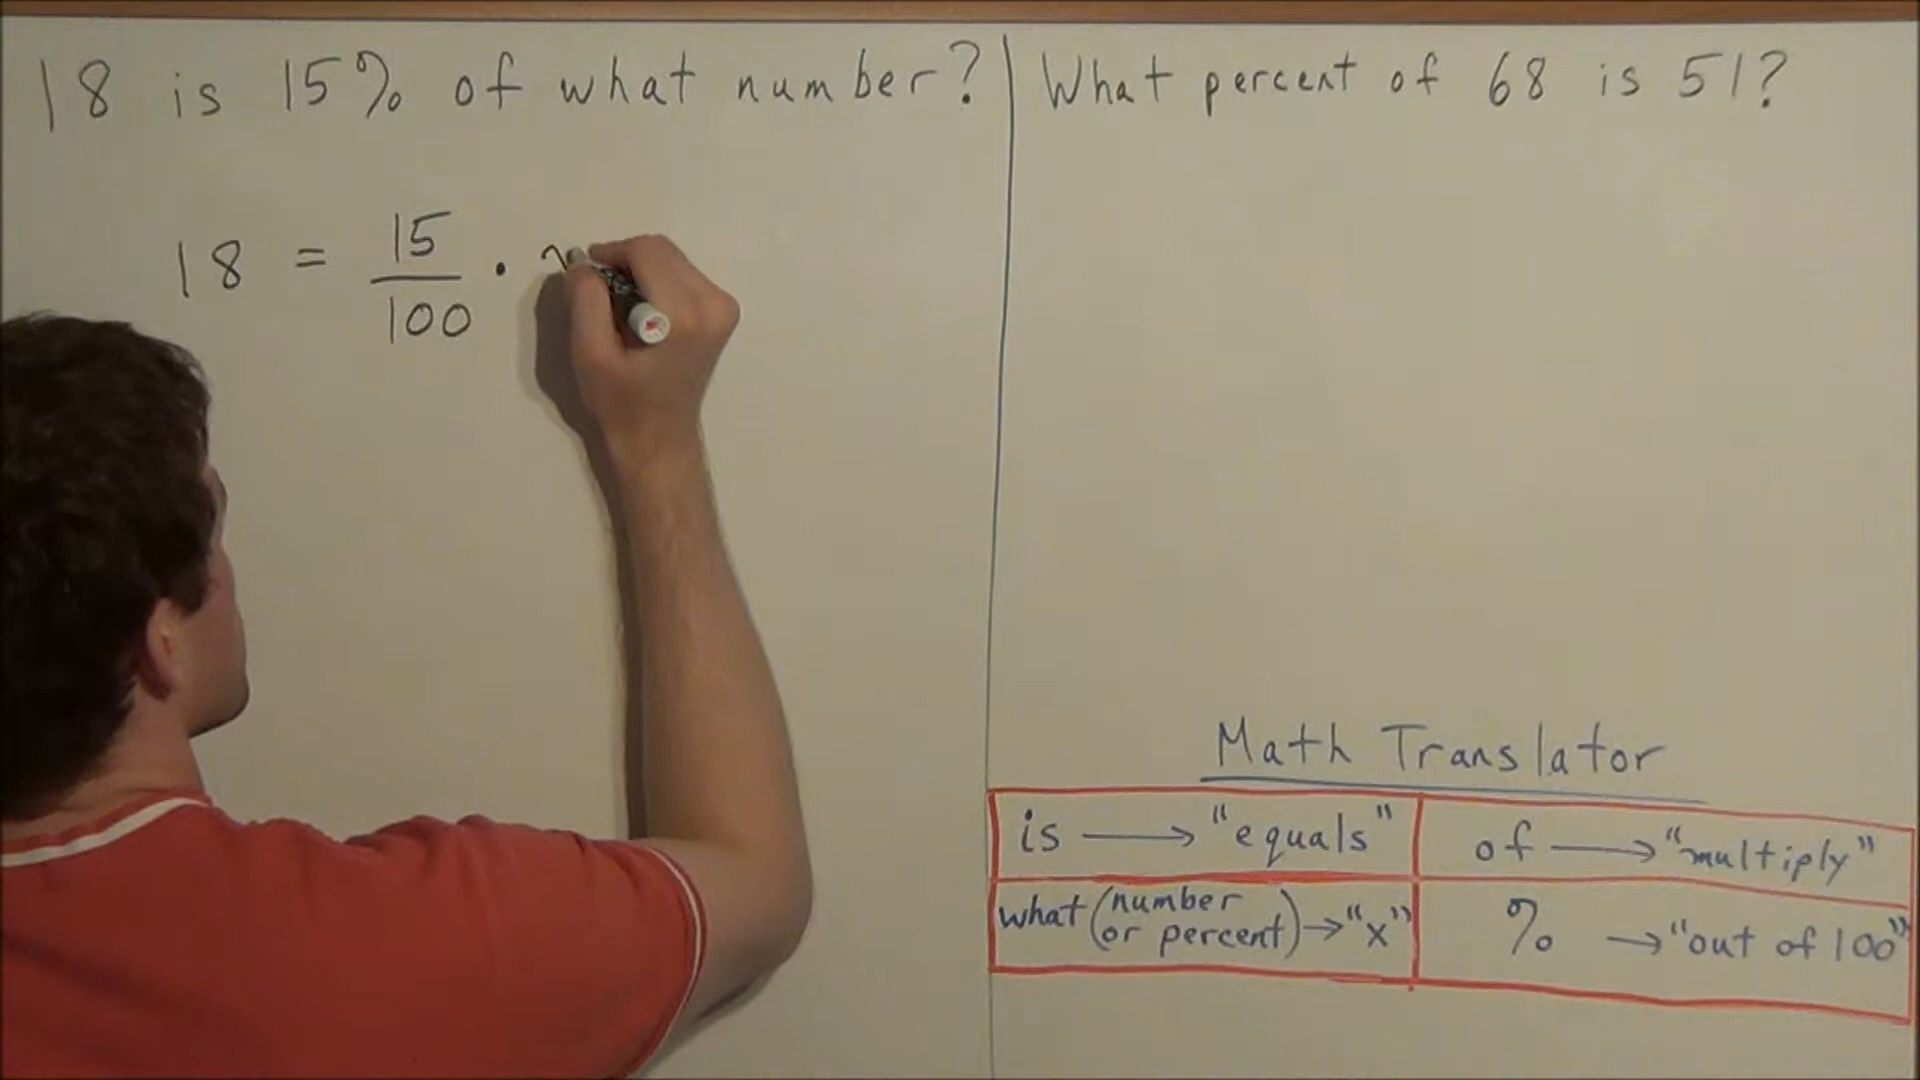 18 is 15% of what number?
18 = 15/100 ·
What percent of 68 is 51?
Math Translator
is → "equals"
of → "multiply"
what (number or percent) → "x"
% → "out of 100"